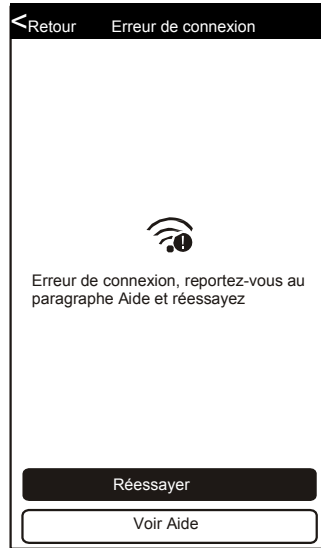 <Retour Erreur de connexion
Erreur de connexion, reportez-vous au
paragraphe Aide et réessayez
Réessayer
Voir Aide